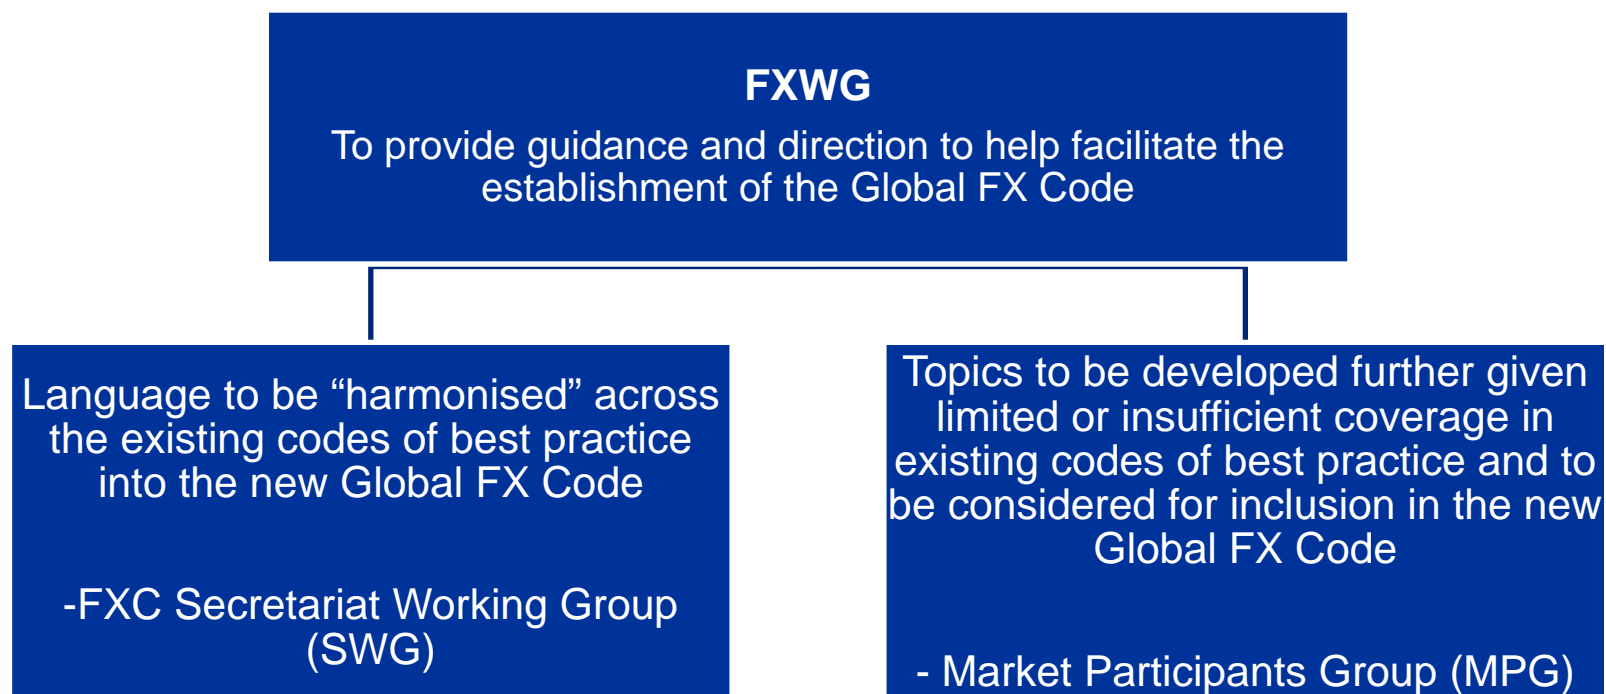 FXWG
To provide guidance and direction to help facilitate the
establishment of the Global FX Code
Language to be “harmonised” across
the existing codes of best practice
into the new Global FX Code
-FXC Secretariat Working Group
(SWG)
Topics to be developed further given
limited or insufficient coverage in
existing codes of best practice and to
be considered for inclusion in the new
Global FX Code
- Market Participants Group (MPG)